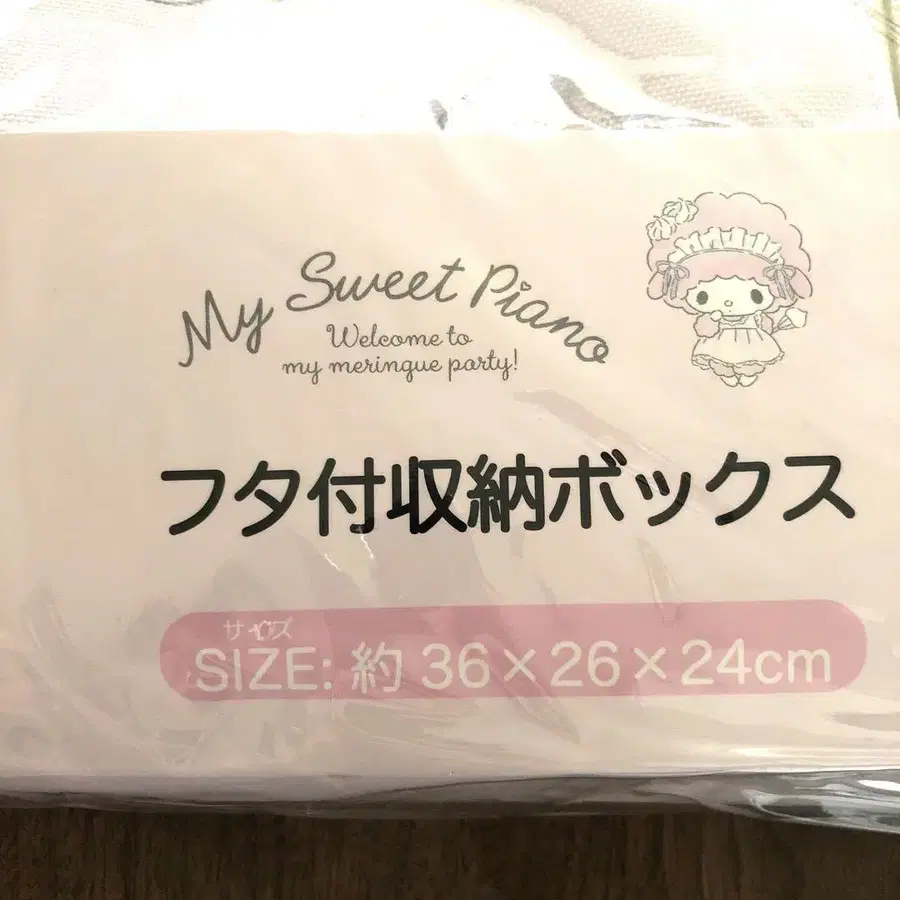 My Sweet Piano
Welcome to
my meringue party!
フタ付収納ボックス
サイズ
SIZE: 約 36×26×24cm